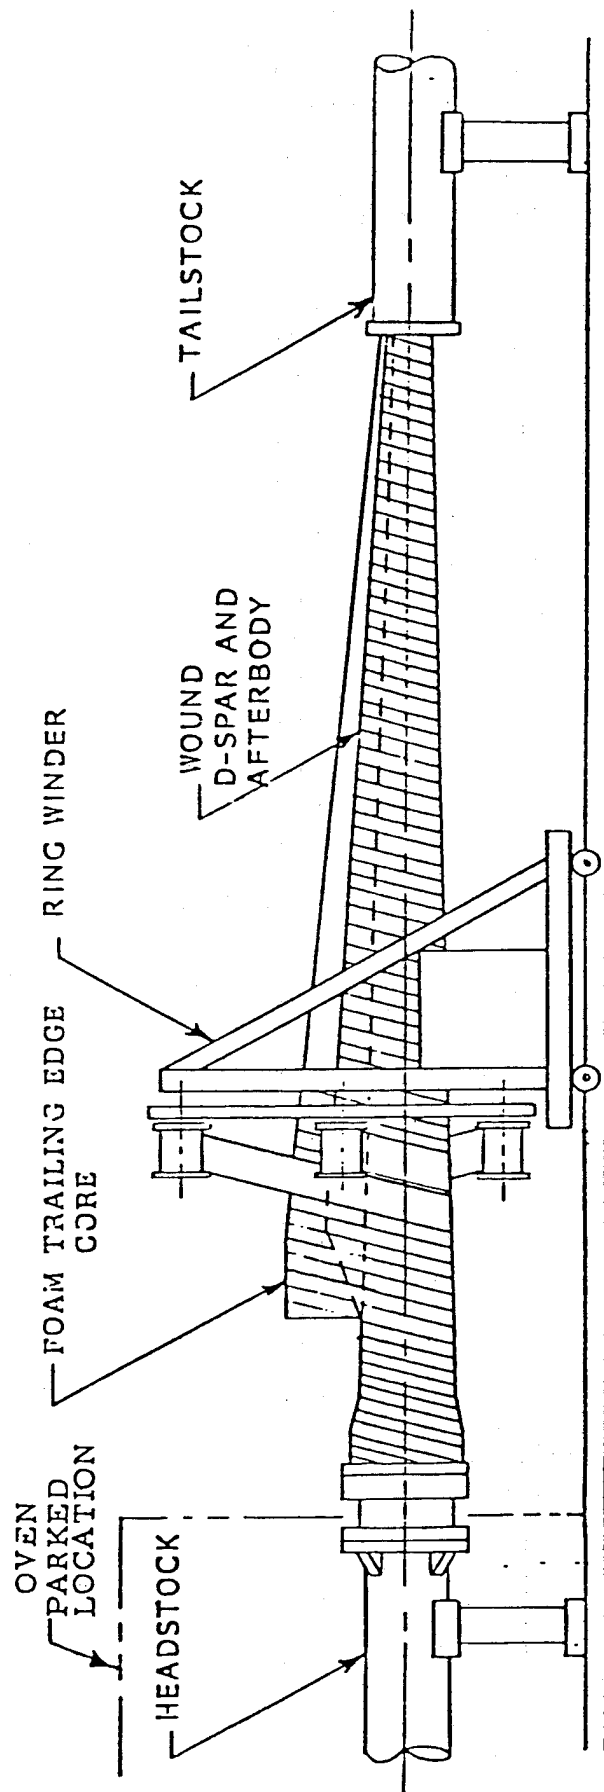 OVEN
PARKED
LOCATION
HEADSTOCK
FOAM TRAILING EDGE
CORE
RING WINDER
WOUND
D-SPAR AND
AFTERBODY
TAILSTOCK